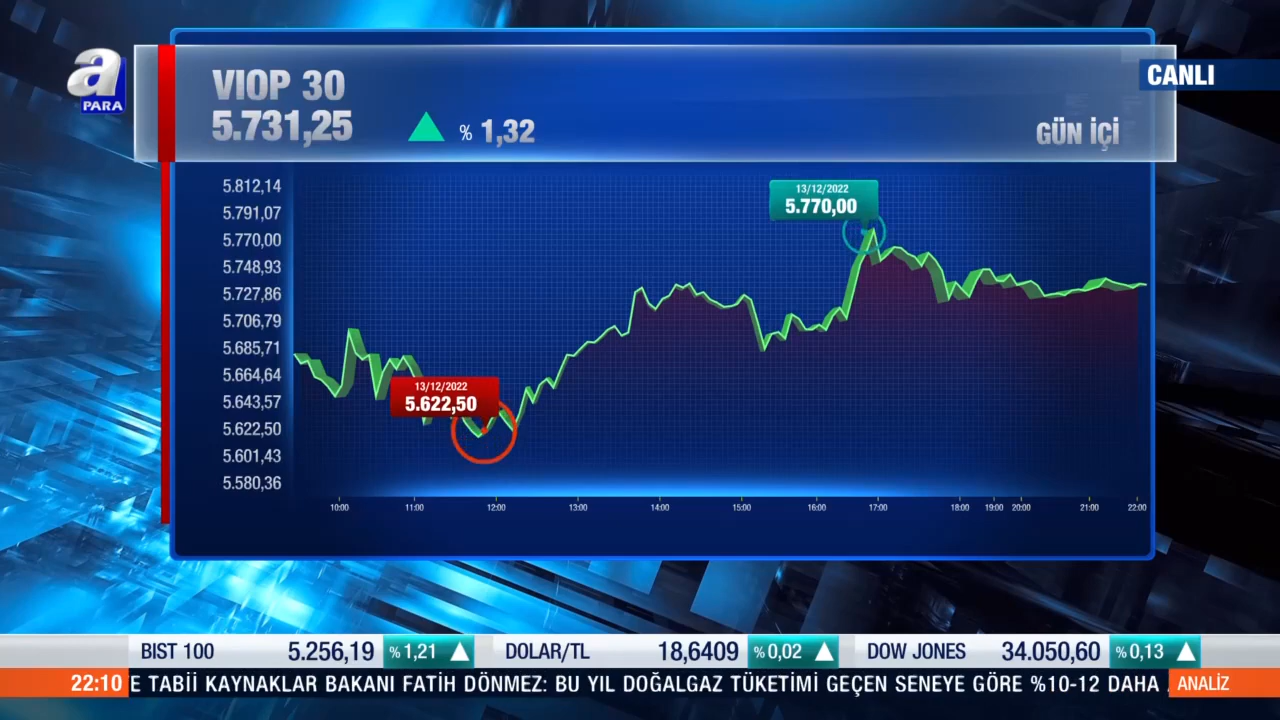 a
PARA
VIOP 30
5.731,25
% 1,32
GÜN İÇİ
CANLI
5.812,14
5.791,07
5.770,00
5.748,93
5.727,86
5.706,79
5.685,71
5.664,64
5.643,57
5.622,50
5.601,43
5.580,36
13/12/2022
5.770,00
13/12/2022
5.622,50
10:00 11:00 12:00 13:00 14:00 15:00 16:00 17:00 18:00 19:00 20:00 21:00 22:00
BIST 100 5.256,19 % 1,21 DOLAR/TL 18,6409 % 0,02 DOW JONES 34.050,60 % 0,13
22:10 E TABİİ KAYNAKLAR BAKANI FATİH DÖNMEZ: BU YIL DOĞALGAZ TÜKETİMİ GEÇEN SENEYE GÖRE %10-12 DAHA ANALİZ